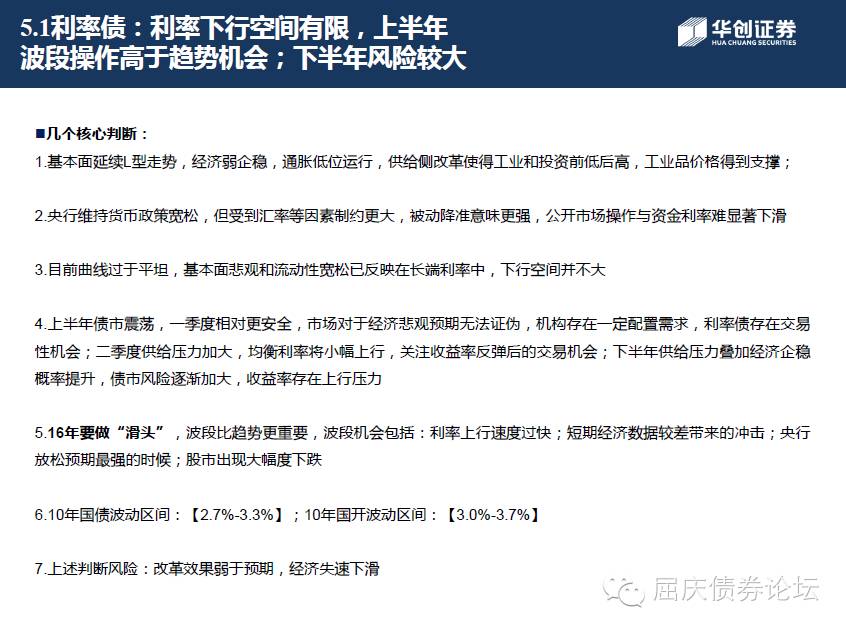 5.1利率债：利率下行空间有限，上半年
波段操作高于趋势机会；下半年风险较大
华创证券
HUA CHUANG SECURITIES
■几个核心判断：
1.基本面延续L型走势，经济弱企稳，通胀低位运行，供给侧改革使得工业和投资前低后高，工业品价格得到支撑；
2.央行维持货币政策宽松，但受到汇率等因素制约更大，被动降准意味更强，公开市场操作与资金利率难显著下滑
3.目前曲线过于平坦，基本面悲观和流动性宽松已反映在长端利率中，下行空间并不大
4.上半年债市震荡，一季度相对更安全，市场对于经济悲观预期无法证伪，机构存在一定配置需求，利率债存在交易
性机会；二季度供给压力加大，均衡利率将小幅上行，关注收益率反弹后的交易机会；下半年供给压力叠加经济企稳
概率提升，债市风险逐渐加大，收益率存在上行压力
5.16年要做“滑头”，波段比趋势更重要，波段机会包括：利率上行速度过快；短期经济数据较差带来的冲击；央行
放松预期最强的时候；股市出现大幅度下跌
6.10年国债波动区间：【2.7%-3.3%】；10年国开波动区间：【3.0%-3.7%】
7.上述判断风险：改革效果弱于预期，经济失速下滑
屈庆债券论坛